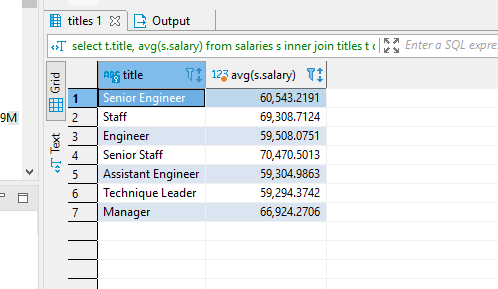 titles 1
Output
select t.title, avg(s.salary) from salaries s inner join titles t
Enter a SQL expre
Grid
Text
9M
ABC title
123 avg(s.salary)
1 Senior Engineer 60,543.2191
2 Staff 69,308.7124
3 Engineer 59,508.0751
4 Senior Staff 70,470.5013
5 Assistant Engineer 59,304.9863
6 Technique Leader 59,294.3742
7 Manager 66,924.2706